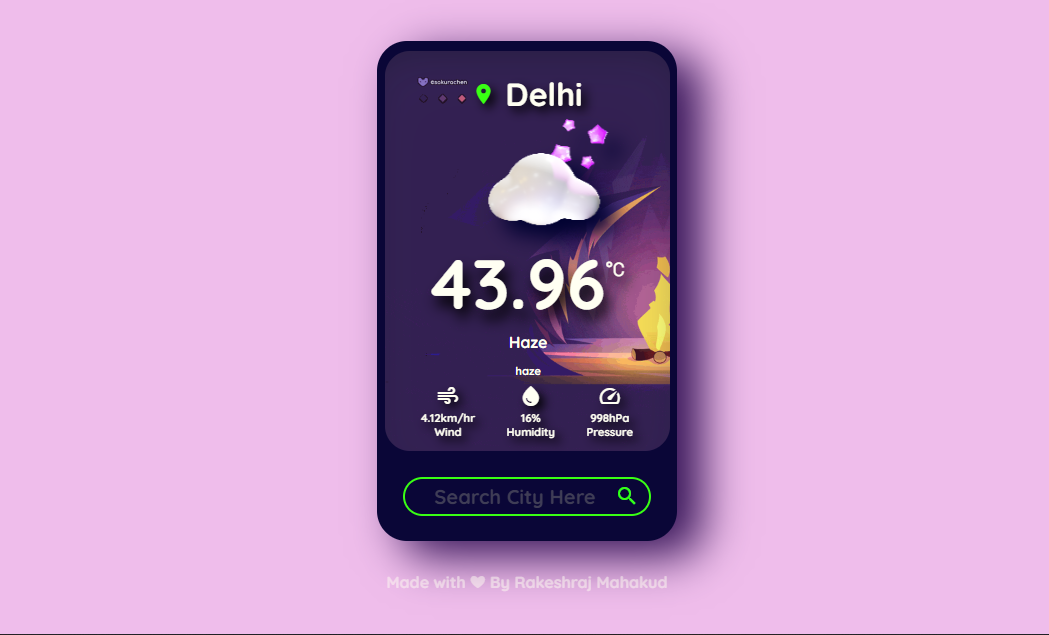 @sakurachen
Delhi
43.96°C
Haze
haze
4.12km/hr 16% 998hPa
Wind Humidity Pressure
Search City Here
Made with ❤ By Rakeshraj Mahakud